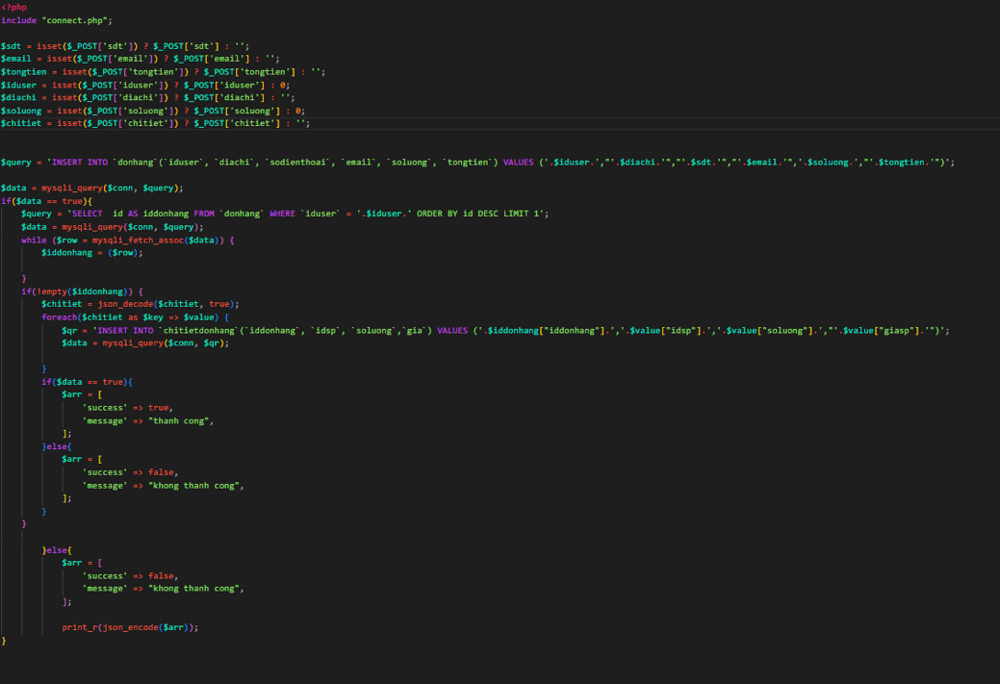 <?php
include "connect.php";
$sdt = isset($_POST['sdt']) ? $_POST['sdt'] : '';
$email = isset($_POST['email']) ? $_POST['email'] : '';
$tongtien = isset($_POST['tongtien']) ? $_POST['tongtien'] : '';
$iduser = isset($_POST['iduser']) ? $_POST['iduser'] : 0;
$diachi = isset($_POST['diachi']) ? $_POST['diachi'] : '';
$soluong = isset($_POST['soluong']) ? $_POST['soluong'] : 0;
$chitiet = isset($_POST['chitiet']) ? $_POST['chitiet'] : '';
$query = 'INSERT INTO `donhang`(`iduser`, `diachi`, `sodienthoai`, `email`, `soluong`, `tongtien`) VALUES ('.$iduser.',"'.$diachi.'","'.$sdt.'","'.$email.'",'.$soluong.',"'.$tongtien.'")';
$data = mysqli_query($conn, $query);
if($data == true){
$query = 'SELECT  id AS iddonhang FROM `donhang` WHERE `iduser` = '.$iduser.' ORDER BY id DESC LIMIT 1';
$data = mysqli_query($conn, $query);
while ($row = mysqli_fetch_assoc($data)) {
$iddonhang = ($row);
}
if(!empty($iddonhang)) {
$chitiet = json_decode($chitiet, true);
foreach($chitiet as $key => $value) {
$qr = 'INSERT INTO `chitietdonhang`(`iddonhang`, `idsp`, `soluong`,`gia`) VALUES ('.$iddonhang["iddonhang"].','.$value["idsp"].','.$value["soluong"].',"'.$value["giasp"].'")';
$data = mysqli_query($conn, $qr);
}
if($data == true){
$arr = [
'success' => true,
'message' => "thanh cong",
];
}else{
$arr = [
'success' => false,
'message' => "khong thanh cong",
];
}
}
}else{
$arr = [
'success' => false,
'message' => "khong thanh cong",
];
print_r(json_encode($arr));
}